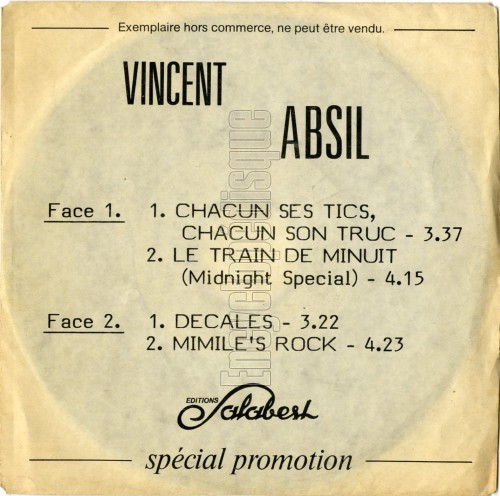 Exemplaire hors commerce, ne peut être vendu.
VINCENT
ABSIL
Face 1. 1. CHACUN SES TICS,
CHACUN SON TRUC - 3.37
2. LE TRAIN DE MINUIT
(Midnight Special) - 4.15
Face 2. 1. DECALES - 3.22
2. MIMILE'S ROCK - 4.23
EDITIONS
Salabert
spécial promotion
Encyclopédisque